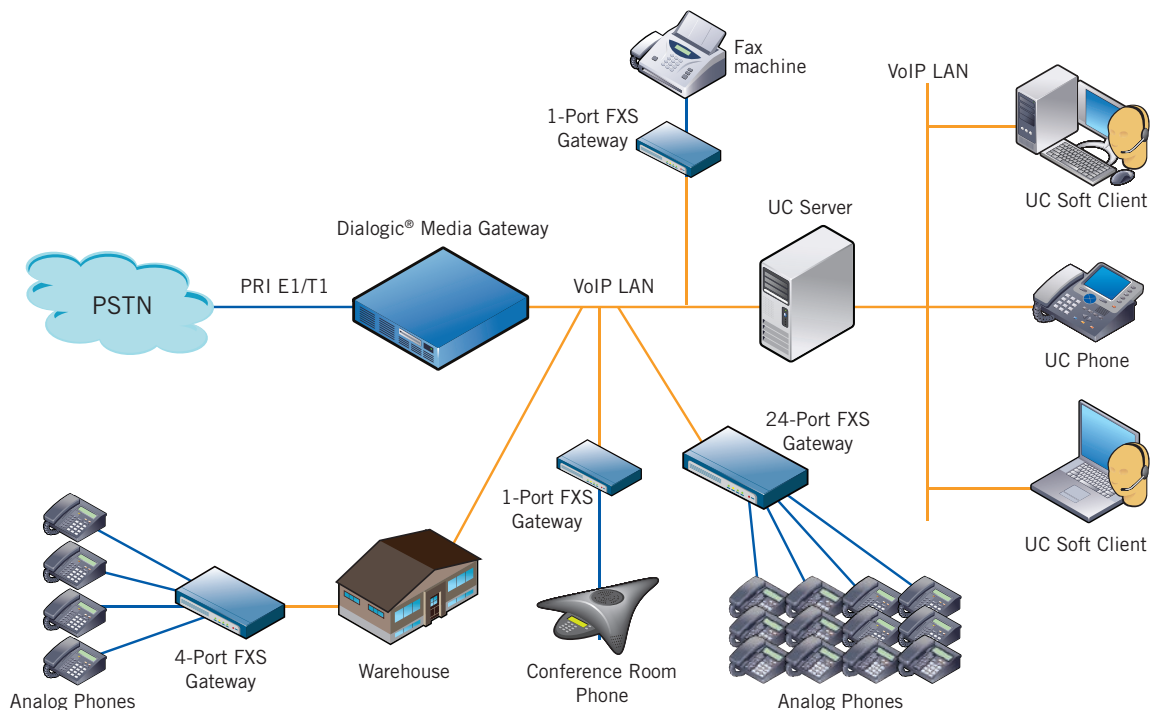 Fax
machine
VoIP LAN
1-Port FXS
Gateway
UC Soft Client
UC Server
Dialogic® Media Gateway
PSTN
PRI E1/T1
VoIP LAN
UC Phone
24-Port FXS
Gateway
1-Port FXS
Gateway
UC Soft Client
4-Port FXS
Gateway
Warehouse
Conference Room
Phone
Analog Phones
Analog Phones